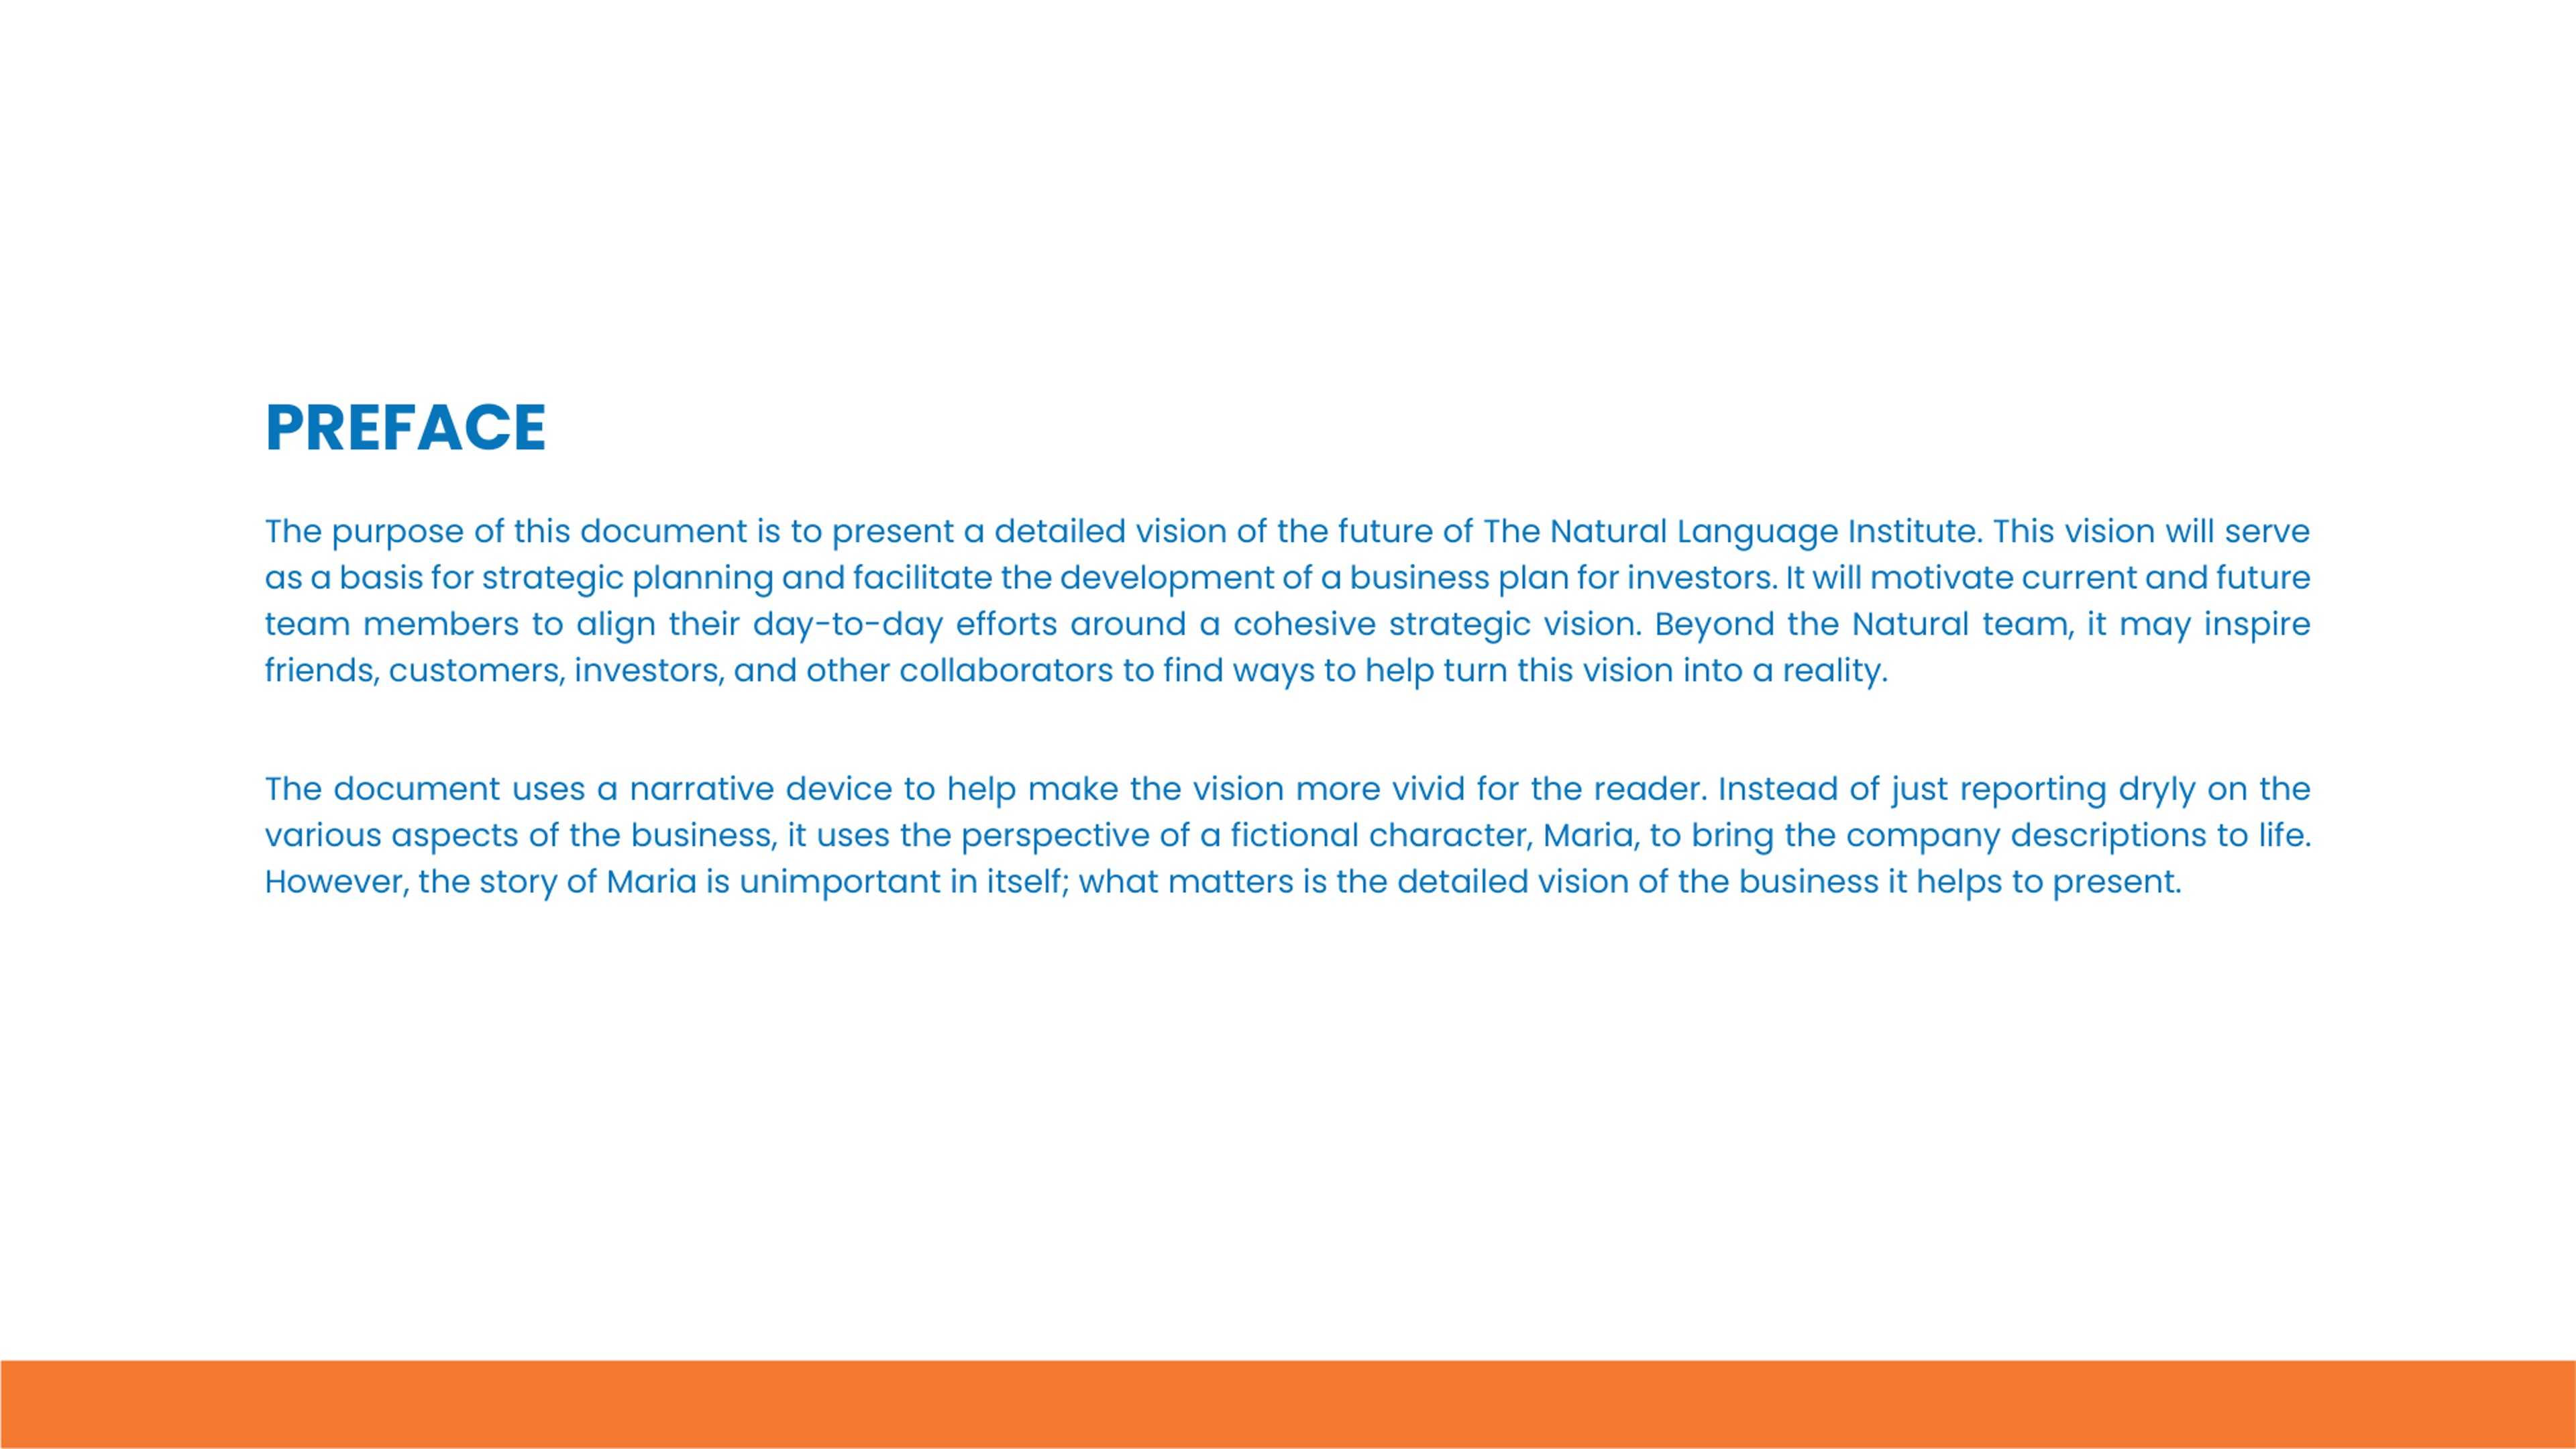 PREFACE
The purpose of this document is to present a detailed vision of the future of The Natural Language Institute. This vision will serve
as a basis for strategic planning and facilitate the development of a business plan for investors. It will motivate current and future
team members to align their day-to-day efforts around a cohesive strategic vision. Beyond the Natural team, it may inspire
friends, customers, investors, and other collaborators to find ways to help turn this vision into a reality.
The document uses a narrative device to help make the vision more vivid for the reader. Instead of just reporting dryly on the
various aspects of the business, it uses the perspective of a fictional character, Maria, to bring the company descriptions to life.
However, the story of Maria is unimportant in itself; what matters is the detailed vision of the business it helps to present.